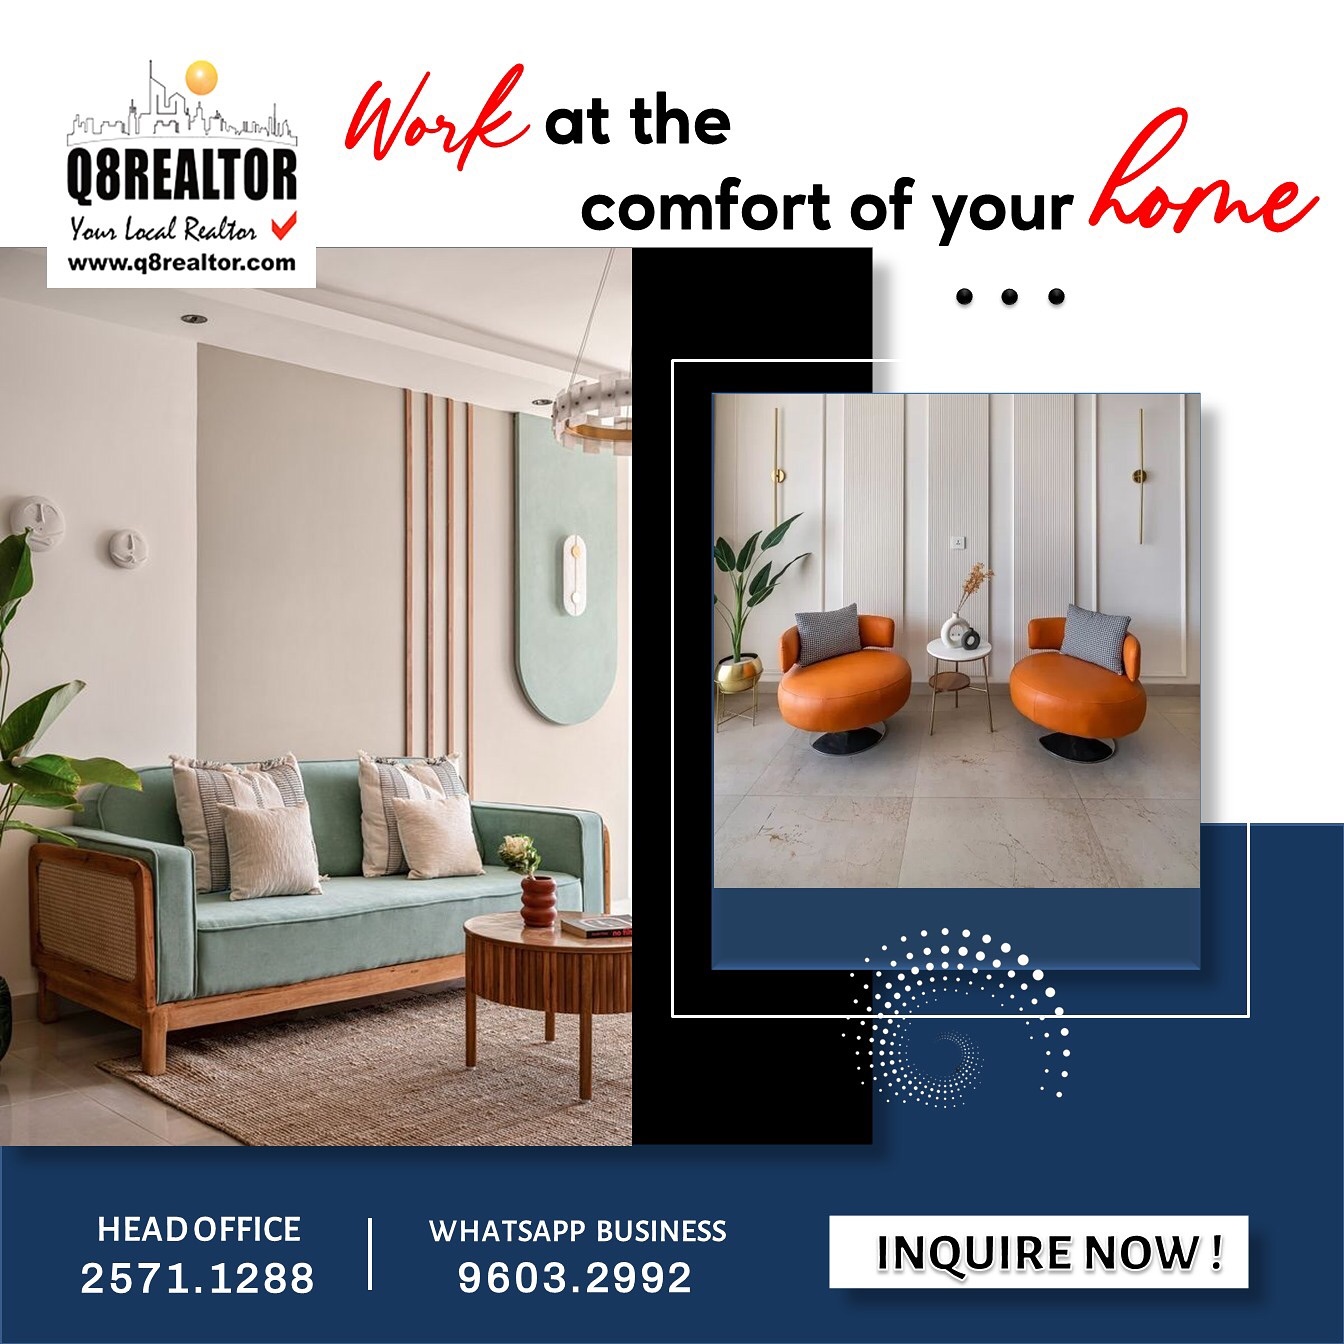 Q8REALTOR
Your Local Realtor
www.q8realtor.com
Work at the
comfort of your home
HEAD OFFICE
2571.1288
WHATSAPP BUSINESS
9603.2992
INQUIRE NOW !